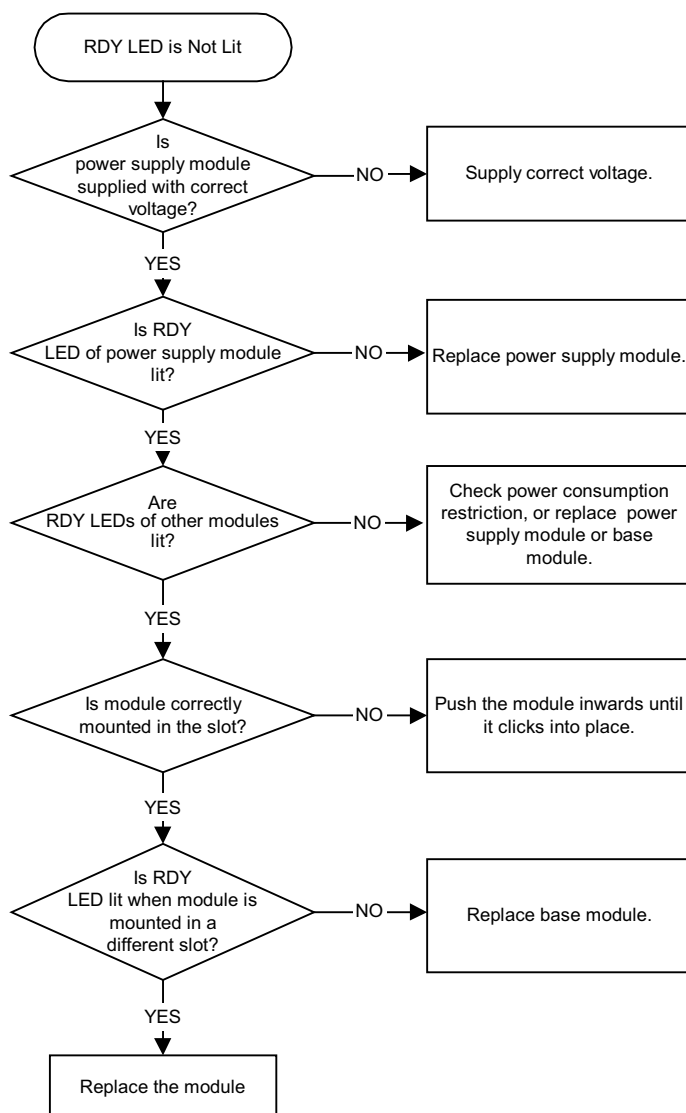 RDY LED is Not Lit
Is
power supply module
supplied with correct
voltage?
NO
Supply correct voltage.
YES
Is RDY
LED of power supply module
lit?
NO
Replace power supply module.
YES
Are
RDY LEDs of other modules
lit?
NO
Check power consumption
restriction, or replace power
supply module or base
module.
YES
Is module correctly
mounted in the slot?
NO
Push the module inwards until
it clicks into place.
YES
Is RDY
LED lit when module is
mounted in a
different slot?
NO
Replace base module.
YES
Replace the module